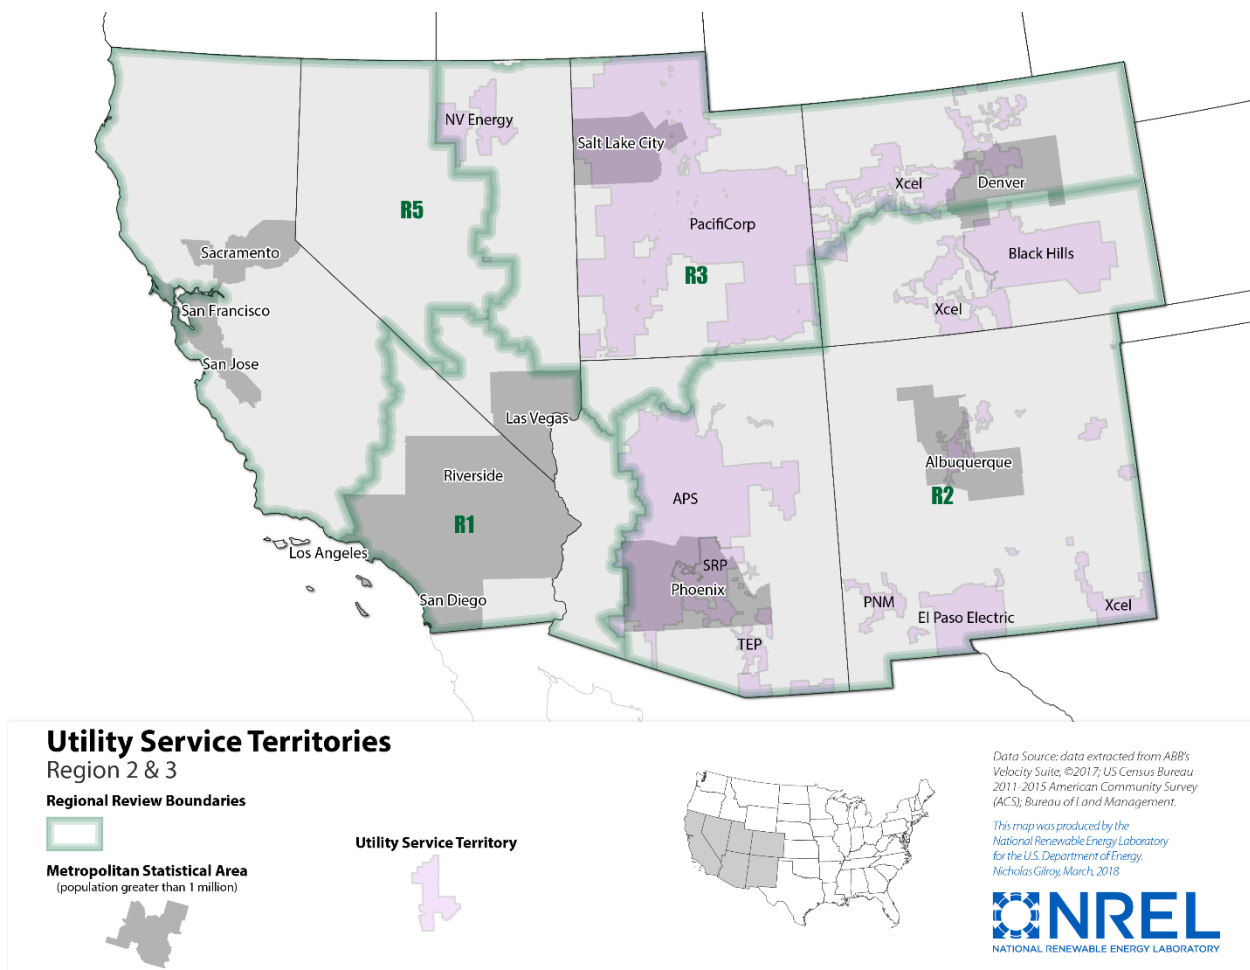 NV Energy
Salt Lake City
Xcel
Denver
R5
PacifiCorp
Sacramento
R3
Black Hills
San Francisco
Xcel
San Jose
Las Vegas
Riverside
Albuquerque
R2
APS
R1
Los Angeles
SRP
Phoenix
San Diego
PNM
Xcel
El Paso Electric
TEP
Utility Service Territories
Region 2 & 3
Regional Review Boundaries
Metropolitan Statistical Area
(population greater than 1 million)
Utility Service Territory
Data Source: data extracted from ABB's
Velocity Suite, ©2017; US Census Bureau
2011-2015 American Community Survey
(ACS); Bureau of Land Management.
This map was produced by the
National Renewable Energy Laboratory
for the U.S. Department of Energy.
Nicholas Gilroy, March, 2018
NREL
NATIONAL RENEWABLE ENERGY LABORATORY